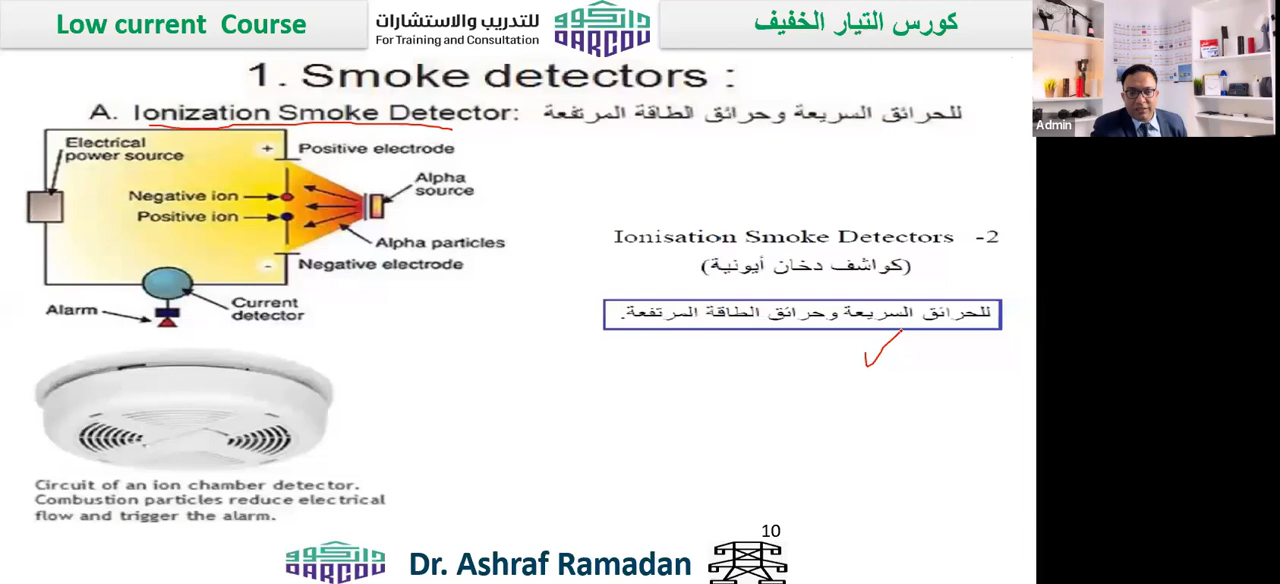 Low current Course
للتدريب والاستشارات
For Training and Consultation
داركو
DARCOU
كورس التيار الخفيف
1. Smoke detectors :
A. Ionization Smoke Detector: للحرائق السريعة وحرائق الطاقة المرتفعة
Electrical
power source
+
Positive electrode
Alpha
source
Negative ion
Positive ion
Alpha particles
-
Negative electrode
Alarm
Current
detector
Ionisation Smoke Detectors -2
(كواشف دخان أيونية)
للحرائق السريعة وحرائق الطاقة المرتفعة.
Circuit of an ion chamber detector.
Combustion particles reduce electrical
flow and trigger the alarm.
10
داركو
DARCOU
Dr. Ashraf Ramadan
Admin